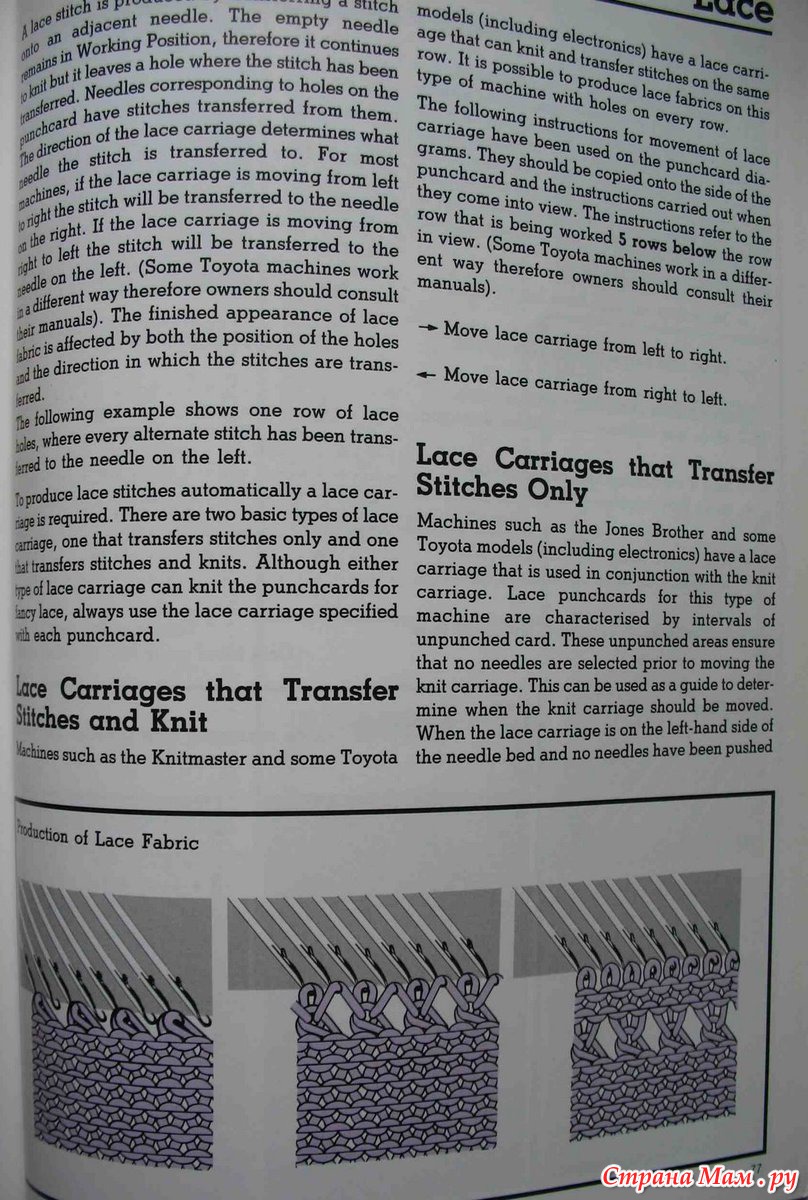 Lace
A lace stitch is produced by transferring a stitch
onto an adjacent needle. The empty needle
remains in Working Position, therefore it continues
to knit but it leaves a hole where the stitch has been
transferred. Needles corresponding to holes on the
punchcard have stitches transferred from them.
The direction of the lace carriage determines what
needle the stitch is transferred to. For most
machines, if the lace carriage is moving from left
to right the stitch will be transferred to the needle
on the right. If the lace carriage is moving from
right to left the stitch will be transferred to the
needle on the left. (Some Toyota machines work
in a different way therefore owners should consult
their manuals). The finished appearance of lace
fabric is affected by both the position of the holes
and the direction in which the stitches are trans-
ferred.
The following example shows one row of lace
holes, where every alternate stitch has been trans-
ferred to the needle on the left.
To produce lace stitches automatically a lace car-
riage is required. There are two basic types of lace
carriage, one that transfers stitches only and one
that transfers stitches and knits. Although either
type of lace carriage can knit the punchcards for
fancy lace, always use the lace carriage specified
with each punchcard.
Lace Carriages that Transfer
Stitches and Knit
Machines such as the Knitmaster and some Toyota
models (including electronics) have a lace carri-
age that can knit and transfer stitches on the same
row. It is possible to produce lace fabrics on this
type of machine with holes on every row.
The following instructions for movement of lace
carriage have been used on the punchcard dia-
grams. They should be copied onto the side of the
punchcard and the instructions carried out when
they come into view. The instructions refer to the
row that is being worked 5 rows below the row
in view. (Some Toyota machines work in a differ-
ent way therefore owners should consult their
manuals).
→ Move lace carriage from left to right.
← Move lace carriage from right to left.
Lace Carriages that Transfer
Stitches Only
Machines such as the Jones Brother and some
Toyota models (including electronics) have a lace
carriage that is used in conjunction with the knit
carriage. Lace punchcards for this type of
machine are characterised by intervals of
unpunched card. These unpunched areas ensure
that no needles are selected prior to moving the
knit carriage. This can be used as a guide to deter-
mine when the knit carriage should be moved.
When the lace carriage is on the left-hand side of
the needle bed and no needles have been pushed
Production of Lace Fabric
Страна Мам.ру